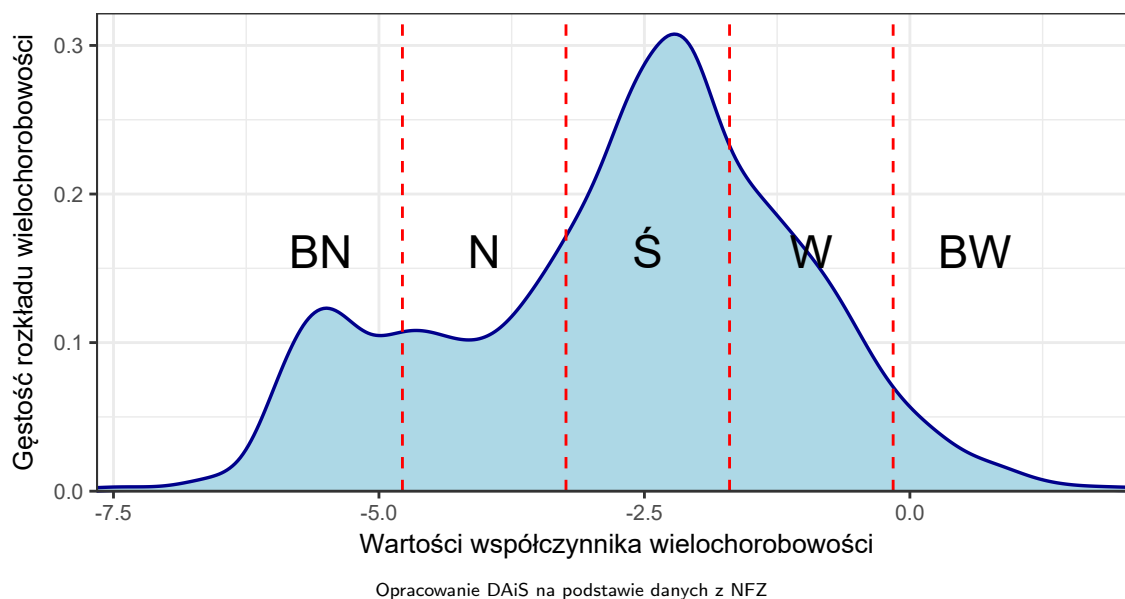 Gęstość rozkładu wielochorobowości
0.3
0.2
0.1
0.0
BN N Ś W BW
-7.5 -5.0 -2.5 0.0
Wartości współczynnika wielochorobowości
Opracowanie DAiS na podstawie danych z NFZ